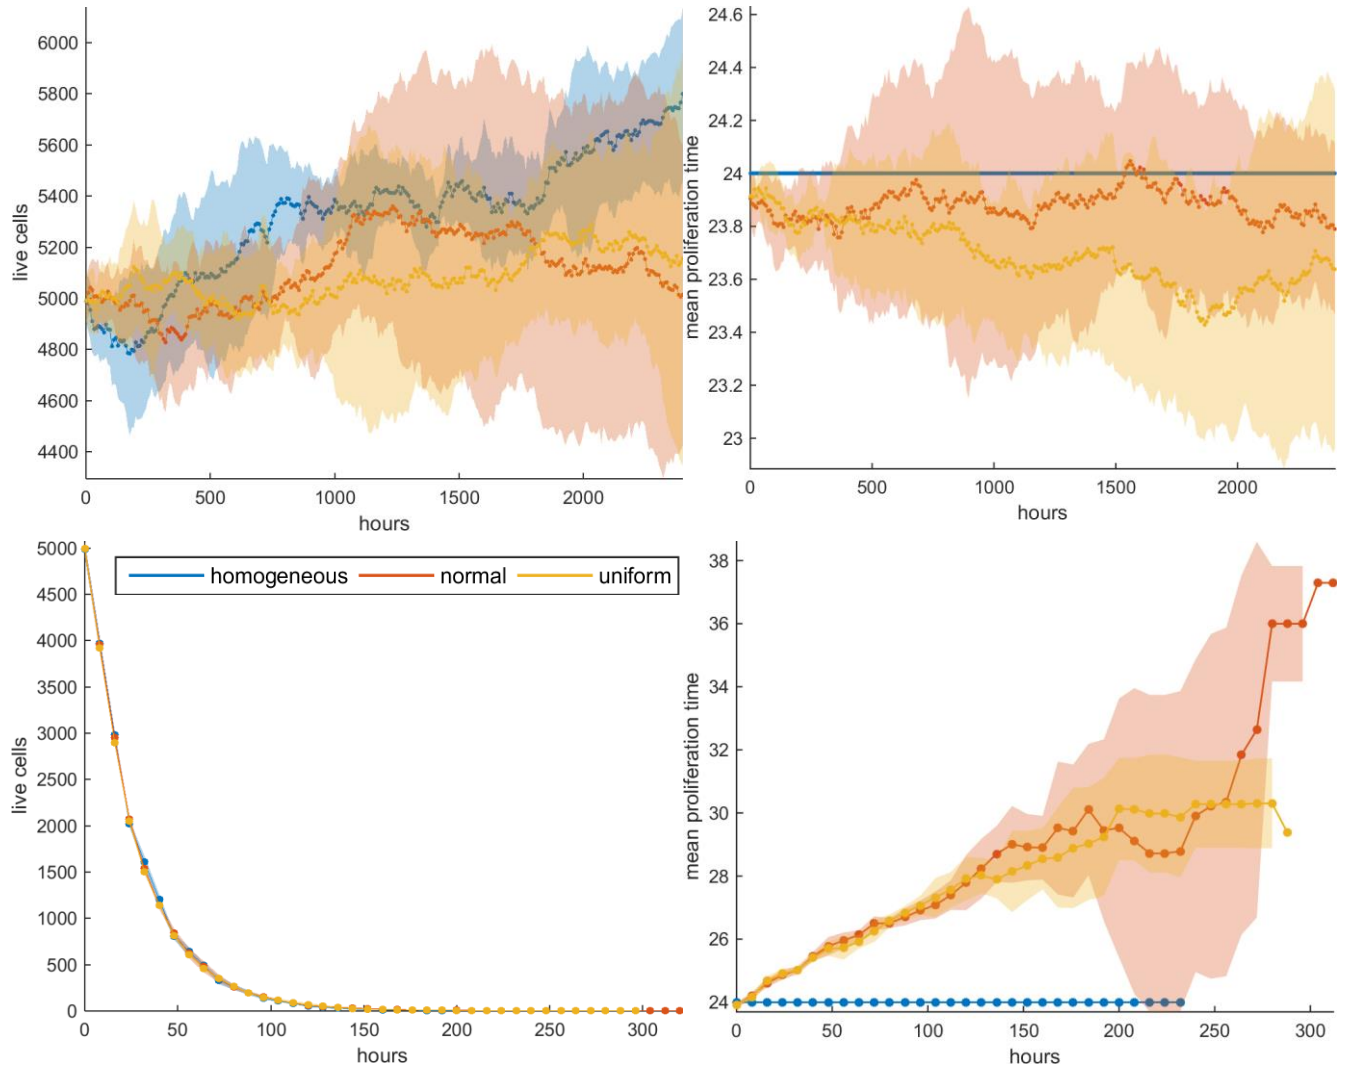 6000
5800
5600
5400
5200
5000
4800
4600
4400
live cells
0 500 1000 1500 2000
hours
24.6
24.4
24.2
24
23.8
23.6
23.4
23.2
23
mean proliferation time
0 500 1000 1500 2000
hours
5000
4500
4000
3500
3000
2500
2000
1500
1000
500
0
live cells
homogeneous normal uniform
0 50 100 150 200 250 300
hours
38
36
34
32
30
28
26
24
mean proliferation time
0 50 100 150 200 250 300
hours